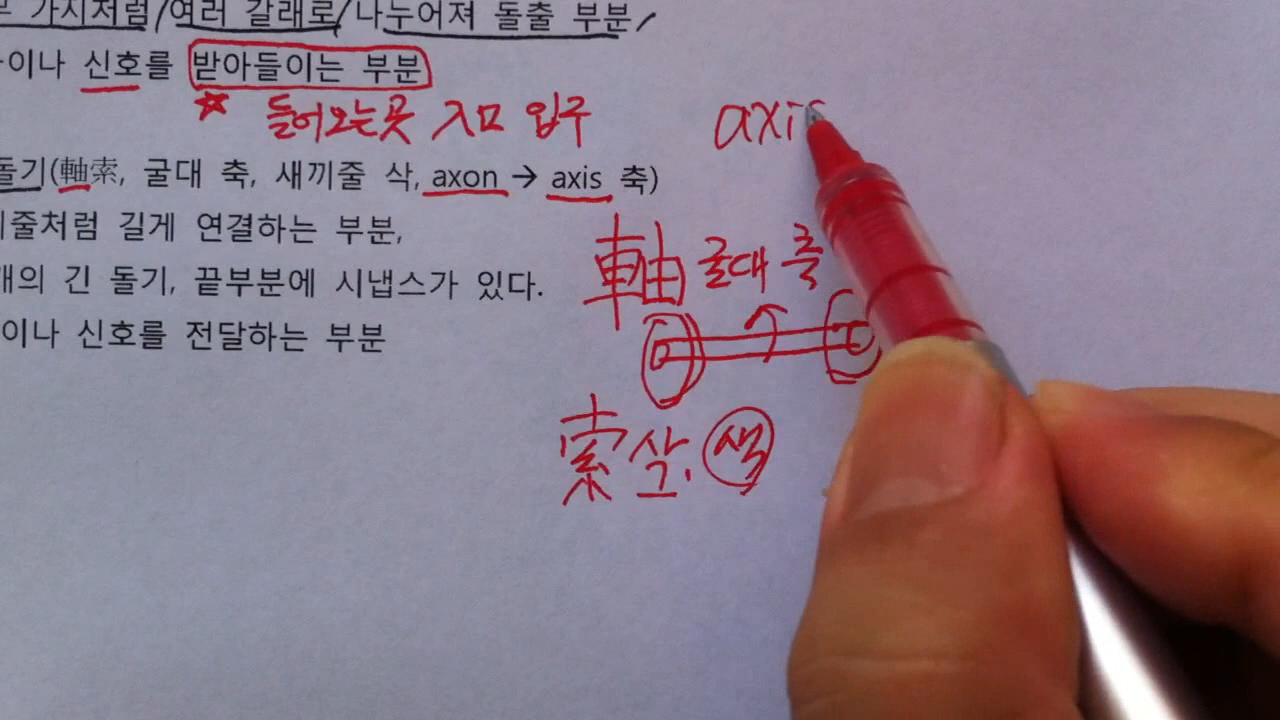 가지처럼/여러 갈래로/나누어져 돌출 부분/
이나 신호를 받아들이는 부분
* 들어오는곳 入口 입구
axis
돌기(軸索, 굴대 축, 새끼줄 삭, axon → axis 축)
줄처럼 길게 연결하는 부분,
軸 굴대 축
개의 긴 돌기, 끝부분에 시냅스가 있다.
이나 신호를 전달하는 부분
索 삭. 색